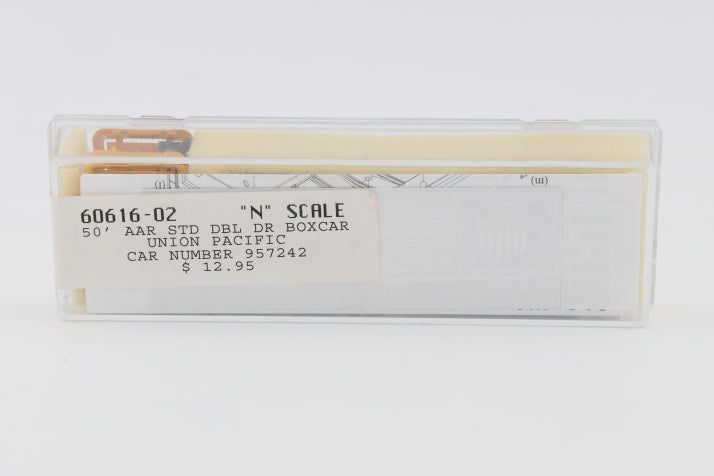 60616-02 "N" SCALE
50' AAR STD DBL DR BOXCAR
UNION PACIFIC
CAR NUMBER 957242
$ 12.95
(m)